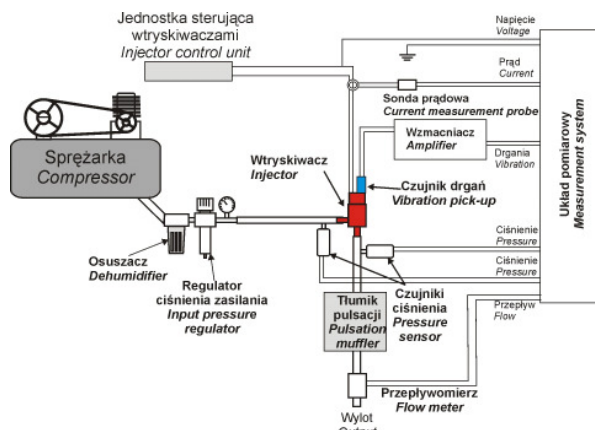 Jednostka sterująca
wtryskiwaczami
Injector control unit
Napięcie
Voltage
Prąd
Current
Sonda prądowa
Current measurement probe
Wzmacniacz
Amplifier
Drgania
Vibration
Układ pomiarowy
Measurement system
Sprężarka
Compressor
Wtryskiwacz
Injector
Czujnik drgań
Vibration pick-up
Osuszacz
Dehumidifier
Regulator
ciśnienia zasilania
Input pressure
regulator
Ciśnienie
Pressure
Ciśnienie
Pressure
Tłumik
pulsacji
Pulsation
muffler
Czujniki
ciśnienia
Pressure
sensor
Przepływ
Flow
Przepływomierz
Flow meter
Wylot
Output